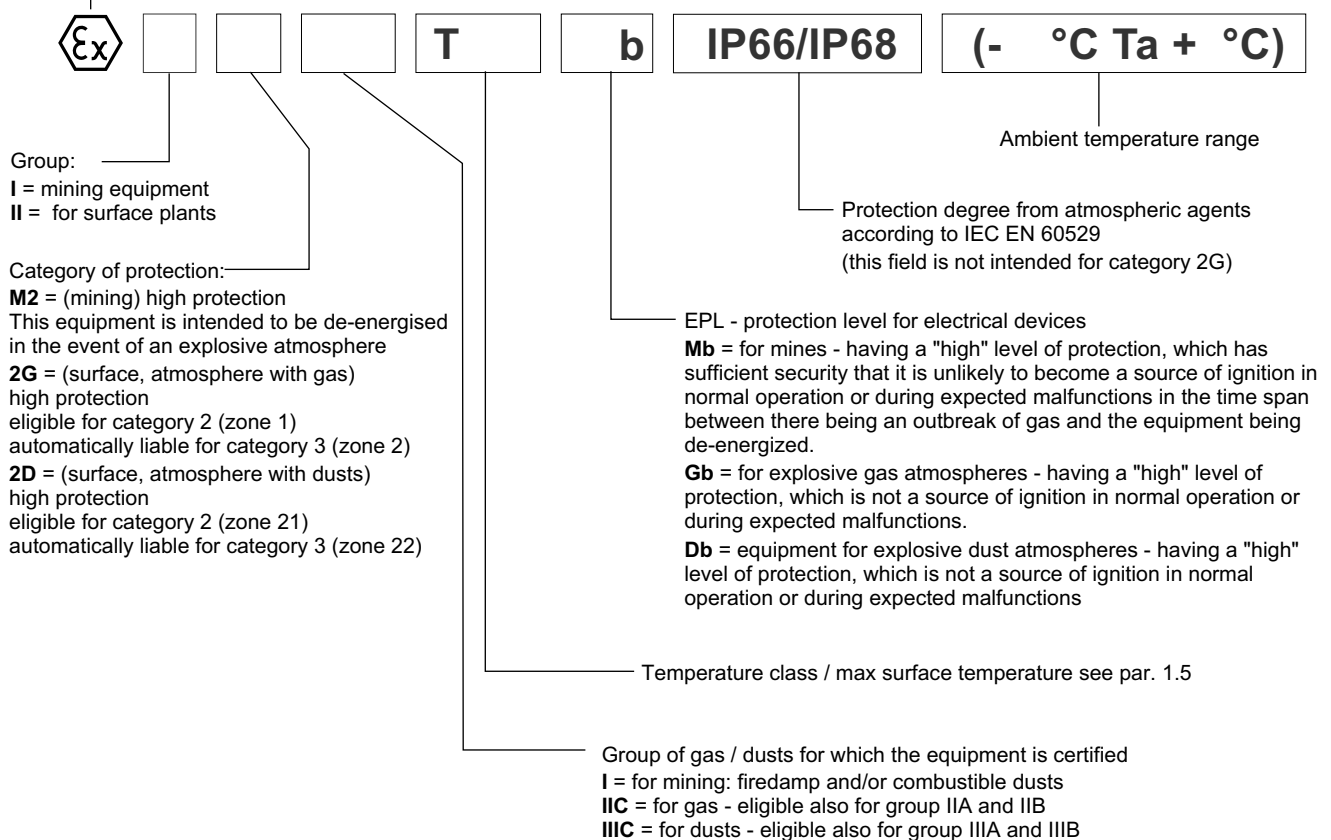 Ex T b IP66/IP68 (- °C Ta + °C)
Ambient temperature range
Group:
I = mining equipment
II = for surface plants
Protection degree from atmospheric agents
according to IEC EN 60529
(this field is not intended for category 2G)
Category of protection:
M2 = (mining) high protection
This equipment is intended to be de-energised
in the event of an explosive atmosphere
2G = (surface, atmosphere with gas)
high protection
eligible for category 2 (zone 1)
automatically liable for category 3 (zone 2)
2D = (surface, atmosphere with dusts)
high protection
eligible for category 2 (zone 21)
automatically liable for category 3 (zone 22)
EPL - protection level for electrical devices
Mb = for mines - having a "high" level of protection, which has
sufficient security that it is unlikely to become a source of ignition in
normal operation or during expected malfunctions in the time span
between there being an outbreak of gas and the equipment being
de-energized.
Gb = for explosive gas atmospheres - having a "high" level of
protection, which is not a source of ignition in normal operation or
during expected malfunctions.
Db = equipment for explosive dust atmospheres - having a "high"
level of protection, which is not a source of ignition in normal
operation or during expected malfunctions
Temperature class / max surface temperature see par. 1.5
Group of gas / dusts for which the equipment is certified
I = for mining: firedamp and/or combustible dusts
IIC = for gas - eligible also for group IIA and IIB
IIIC = for dusts - eligible also for group IIIA and IIIB